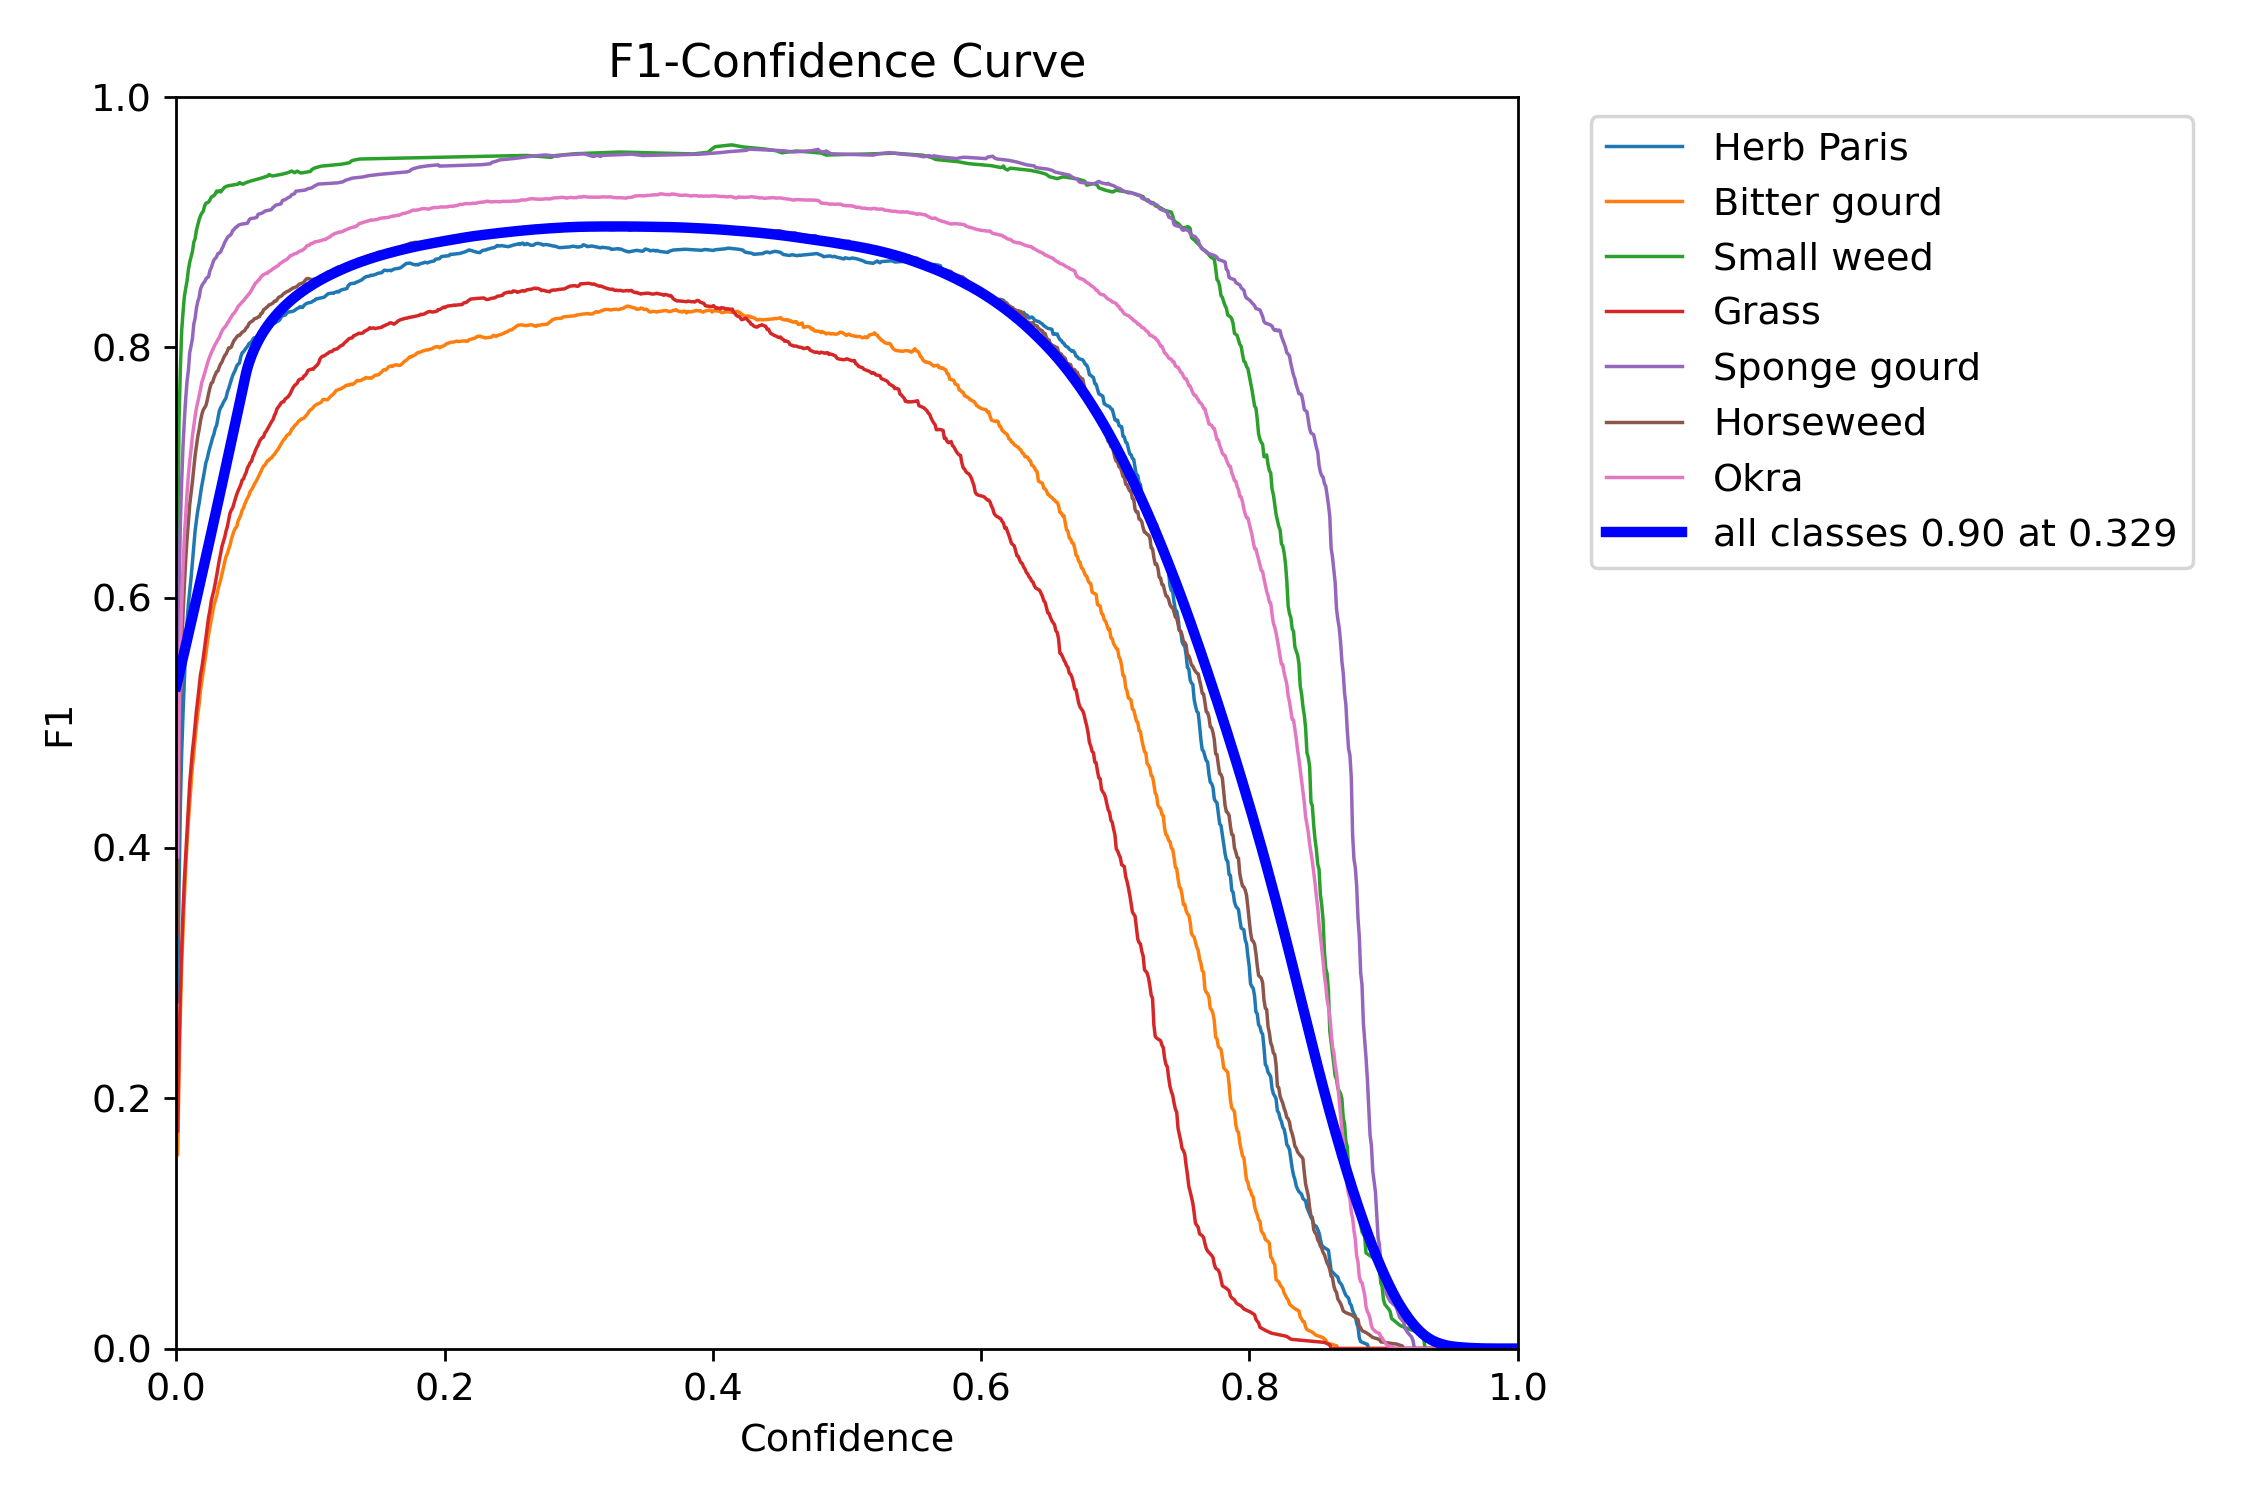 F1-Confidence Curve
1.0
0.8
0.6
0.4
0.2
0.0
F1
0.0 0.2 0.4 0.6 0.8 1.0
Confidence
Herb Paris
Bitter gourd
Small weed
Grass
Sponge gourd
Horseweed
Okra
all classes 0.90 at 0.329